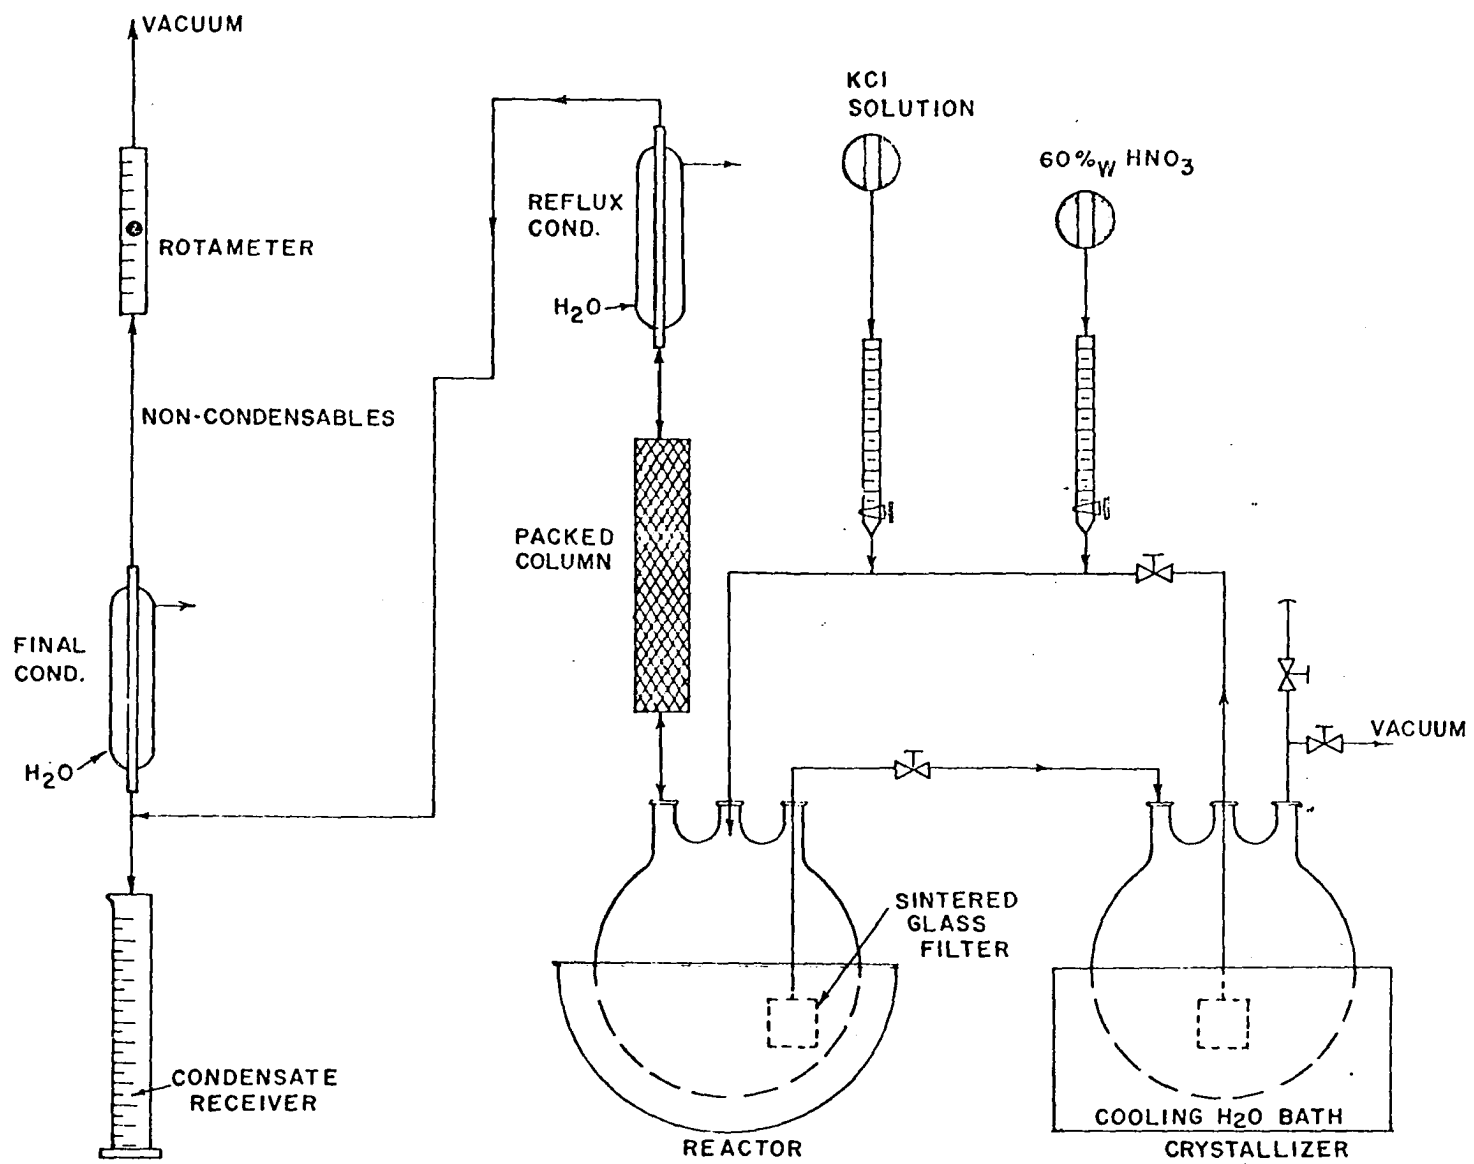 VACUUM
KCl
SOLUTION
60%W HNO3
REFLUX
COND.
ROTAMETER
H2O
NON-CONDENSABLES
PACKED
COLUMN
FINAL
COND.
VACUUM
H2O
SINTERED
GLASS
FILTER
CONDENSATE
RECEIVER
COOLING H2O BATH
REACTOR
CRYSTALLIZER